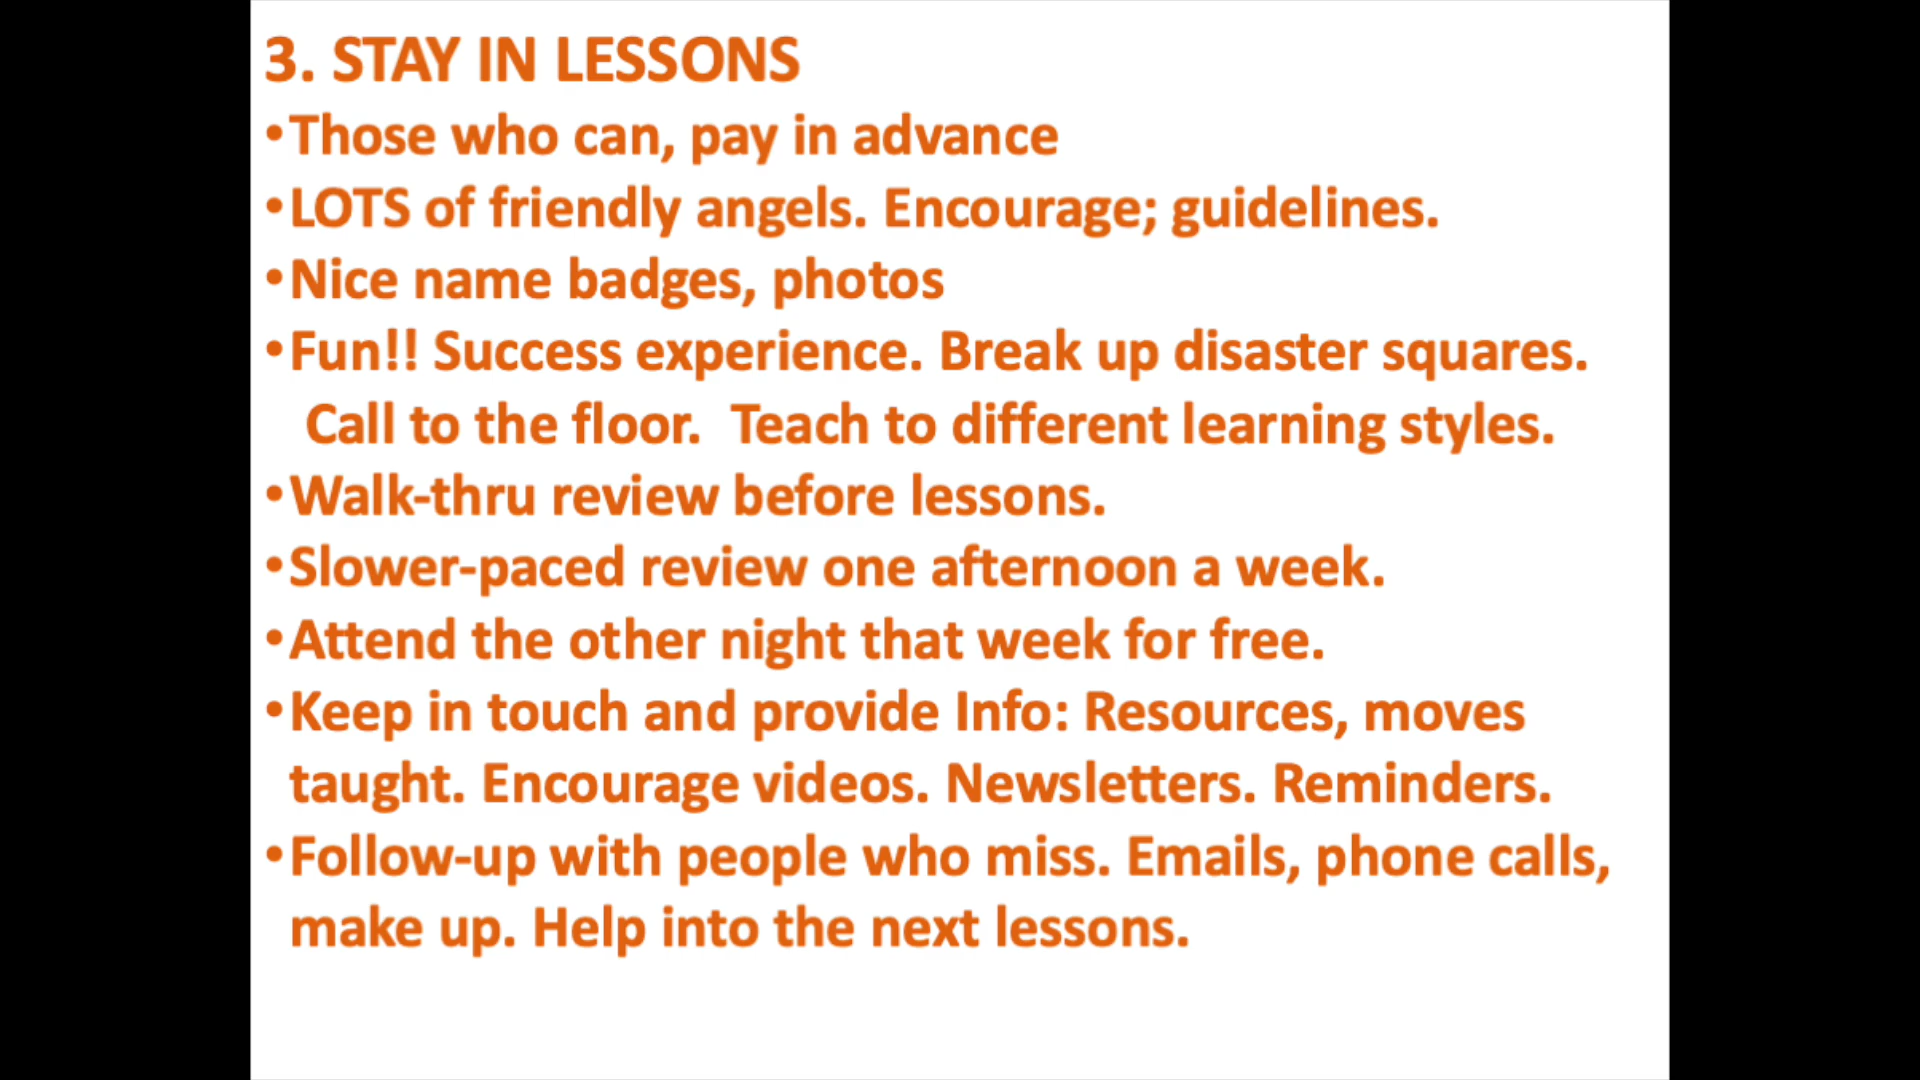 3. STAY IN LESSONS
•Those who can, pay in advance
•LOTS of friendly angels. Encourage; guidelines.
•Nice name badges, photos
•Fun!! Success experience. Break up disaster squares.
Call to the floor.  Teach to different learning styles.
•Walk-thru review before lessons.
•Slower-paced review one afternoon a week.
•Attend the other night that week for free.
•Keep in touch and provide Info: Resources, moves
taught. Encourage videos. Newsletters. Reminders.
•Follow-up with people who miss. Emails, phone calls,
make up. Help into the next lessons.